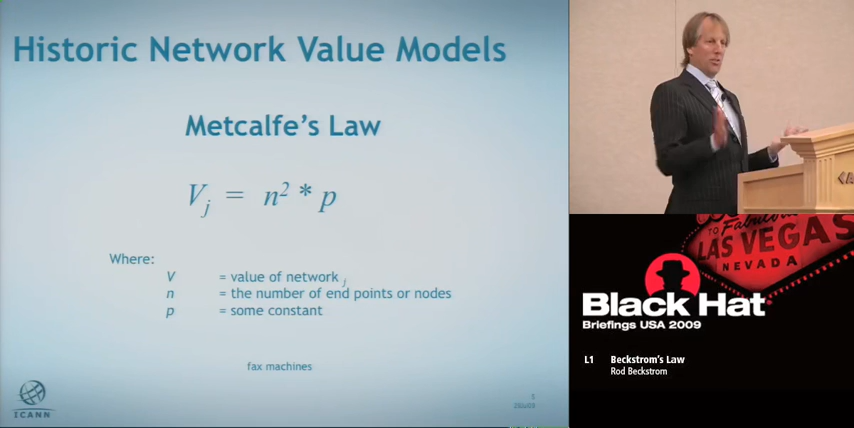 Historic Network Value Models
Metcalfe's Law
V_j = n² * p
Where:
V = value of network j
n = the number of end points or nodes
p = some constant
fax machines
ICANN
5
TO Fabulous
LAS VEGAS
NEVADA
Black Hat
Briefings USA 2009
L1 Beckstrom's Law
Rod Beckstrom